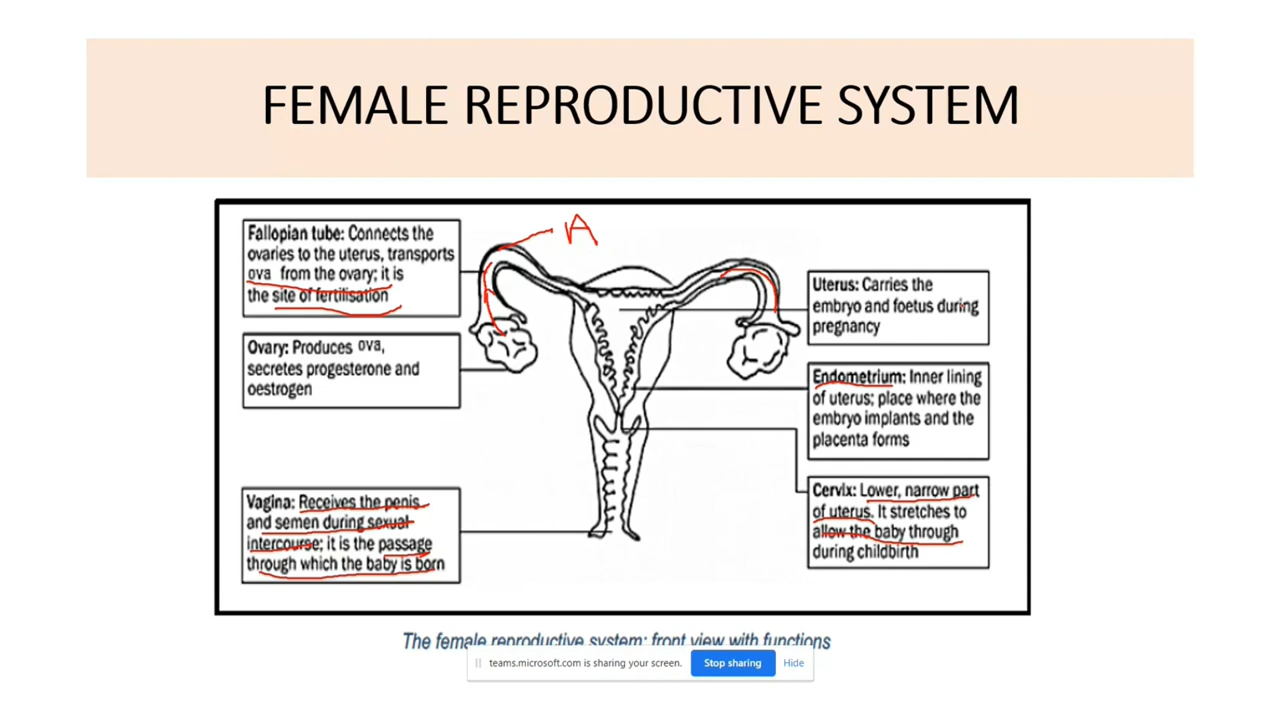 FEMALE REPRODUCTIVE SYSTEM
A
Fallopian tube: Connects the
ovaries to the uterus, transports
ova from the ovary; it is
the site of fertilisation
Ovary: Produces ova,
secretes progesterone and
oestrogen
Vagina: Receives the penis
and semen during sexual
intercourse; it is the passage
through which the baby is born
Uterus: Carries the
embryo and foetus during
pregnancy
Endometrium: Inner lining
of uterus; place where the
embryo implants and the
placenta forms
Cervix: Lower, narrow part
of uterus. It stretches to
allow the baby through
during childbirth
The female reproductive system: front view with functions
teams.microsoft.com is sharing your screen.
Stop sharing
Hide